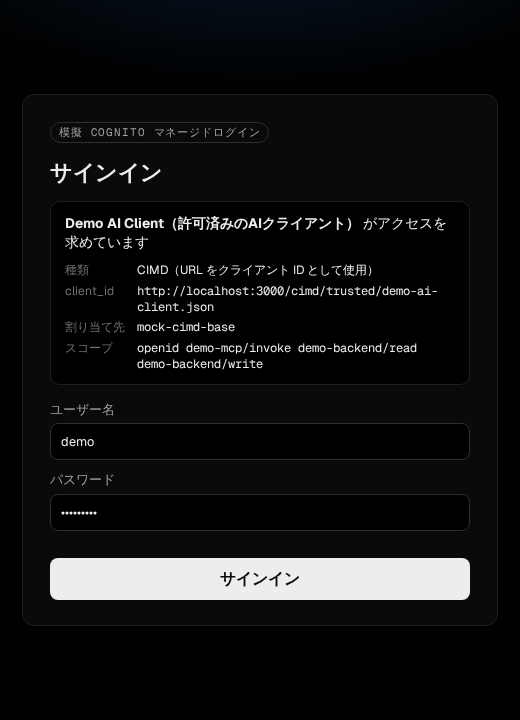 模擬 COGNITO マネージドログイン
サインイン
Demo AI Client（許可済みのAIクライアント） がアクセスを
求めています
種類 CIMD（URL をクライアント ID として使用）
client_id http://localhost:3000/cimd/trusted/demo-ai-
client.json
割り当て先 mock-cimd-base
スコープ openid demo-mcp/invoke demo-backend/read
demo-backend/write
ユーザー名
demo
パスワード
•••••••••
サインイン